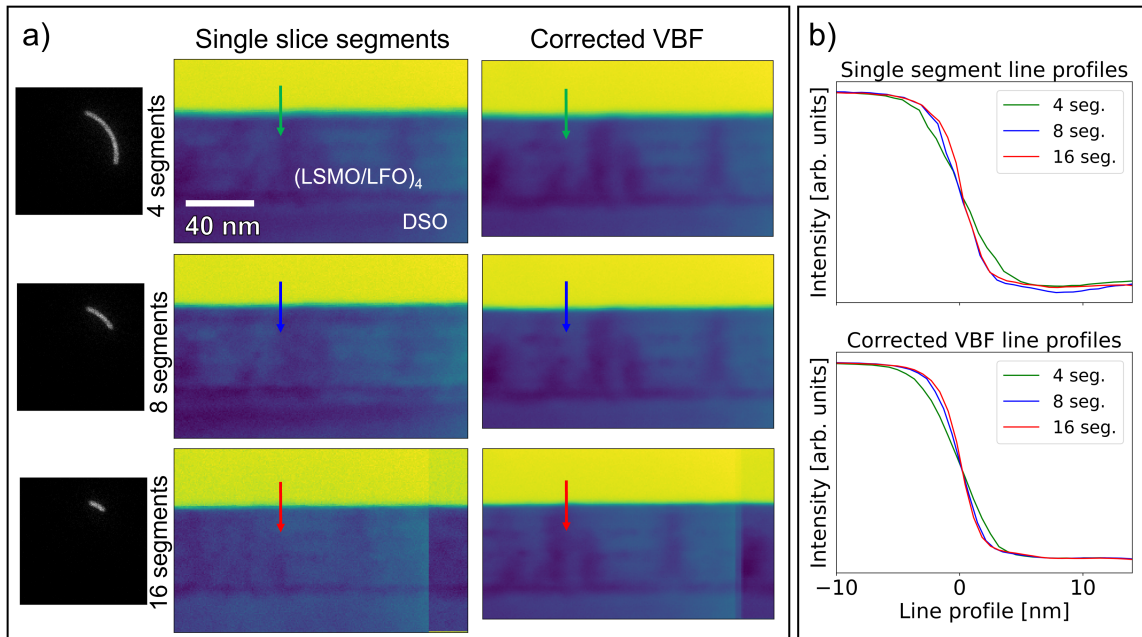 a)
Single slice segments
Corrected VBF
4 segments
(LSMO/LFO)4
40 nm
DSO
8 segments
16 segments
b)
Single segment line profiles
4 seg.
8 seg.
16 seg.
Intensity [arb. units]
Corrected VBF line profiles
4 seg.
8 seg.
16 seg.
Intensity [arb. units]
−10
0
10
Line profile [nm]